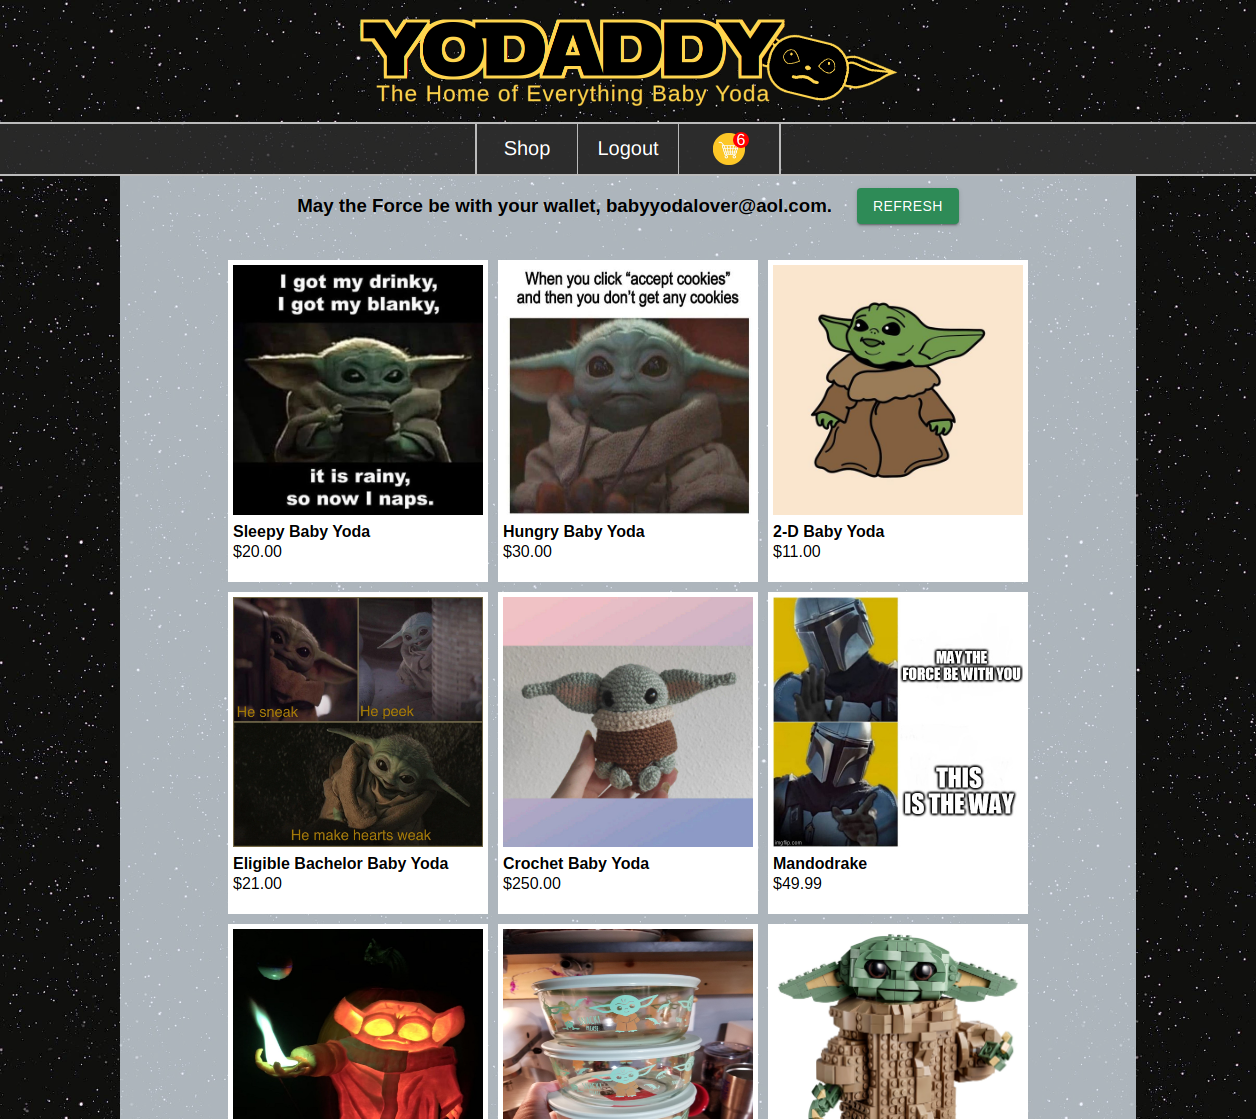 YODADDY
The Home of Everything Baby Yoda
Shop
Logout
6
May the Force be with your wallet, babyyodalover@aol.com.
REFRESH
I got my drinky,
I got my blanky,
it is rainy,
so now I naps.
When you click “accept cookies”
and then you don’t get any cookies
Sleepy Baby Yoda
$20.00
Hungry Baby Yoda
$30.00
2-D Baby Yoda
$11.00
He sneak
He peek
He make hearts weak
MAY THE
FORCE BE WITH YOU
THIS
IS THE WAY
imgflip.com
Eligible Bachelor Baby Yoda
$21.00
Crochet Baby Yoda
$250.00
Mandodrake
$49.99